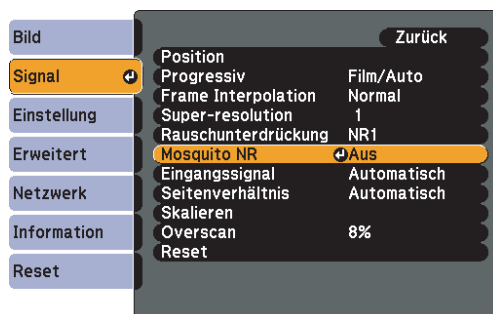 Bild
Signal
Einstellung
Erweitert
Netzwerk
Information
Reset
Zurück
Position
Progressiv Film/Auto
Frame Interpolation Normal
Super-resolution 1
Rauschunterdrückung NR1
Mosquito NR Aus
Eingangssignal Automatisch
Seitenverhältnis Automatisch
Skalieren
Overscan 8%
Reset